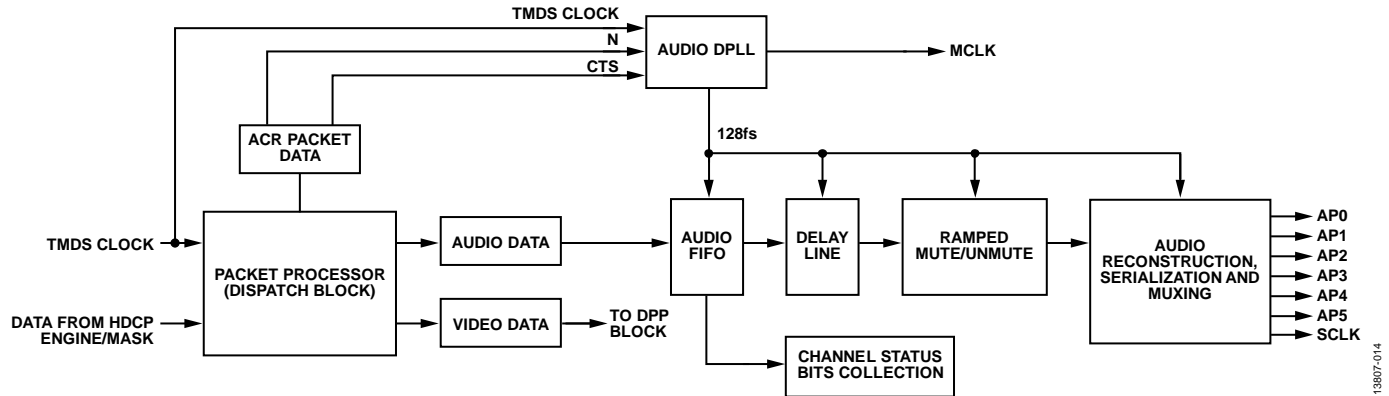 TMDS CLOCK
N
CTS
AUDIO DPLL
MCLK
ACR PACKET
DATA
128fs
TMDS CLOCK
DATA FROM HDCP
ENGINE/MASK
PACKET PROCESSOR
(DISPATCH BLOCK)
AUDIO DATA
VIDEO DATA
TO DPP
BLOCK
AUDIO
FIFO
DELAY
LINE
RAMPED
MUTE/UNMUTE
AUDIO
RECONSTRUCTION,
SERIALIZATION AND
MUXING
AP0
AP1
AP2
AP3
AP4
AP5
SCLK
CHANNEL STATUS
BITS COLLECTION
13807-014